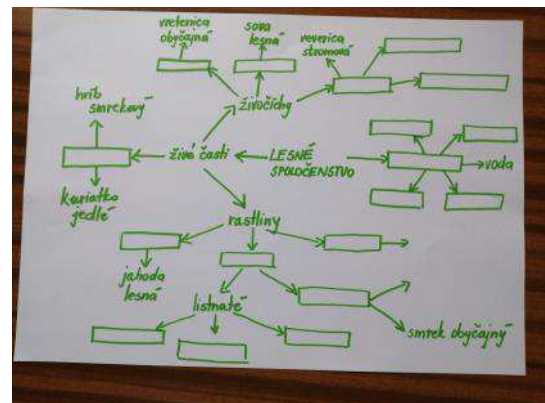 vretenica
obyčajná
sova
lesná
veverica
stromová
hríb
smrekový
živočíchy
živé časti
LESNÉ
SPOLOČENSTVO
voda
kuriatko
jedlé
rastliny
jahoda
lesná
listnaté
smrek obyčajný